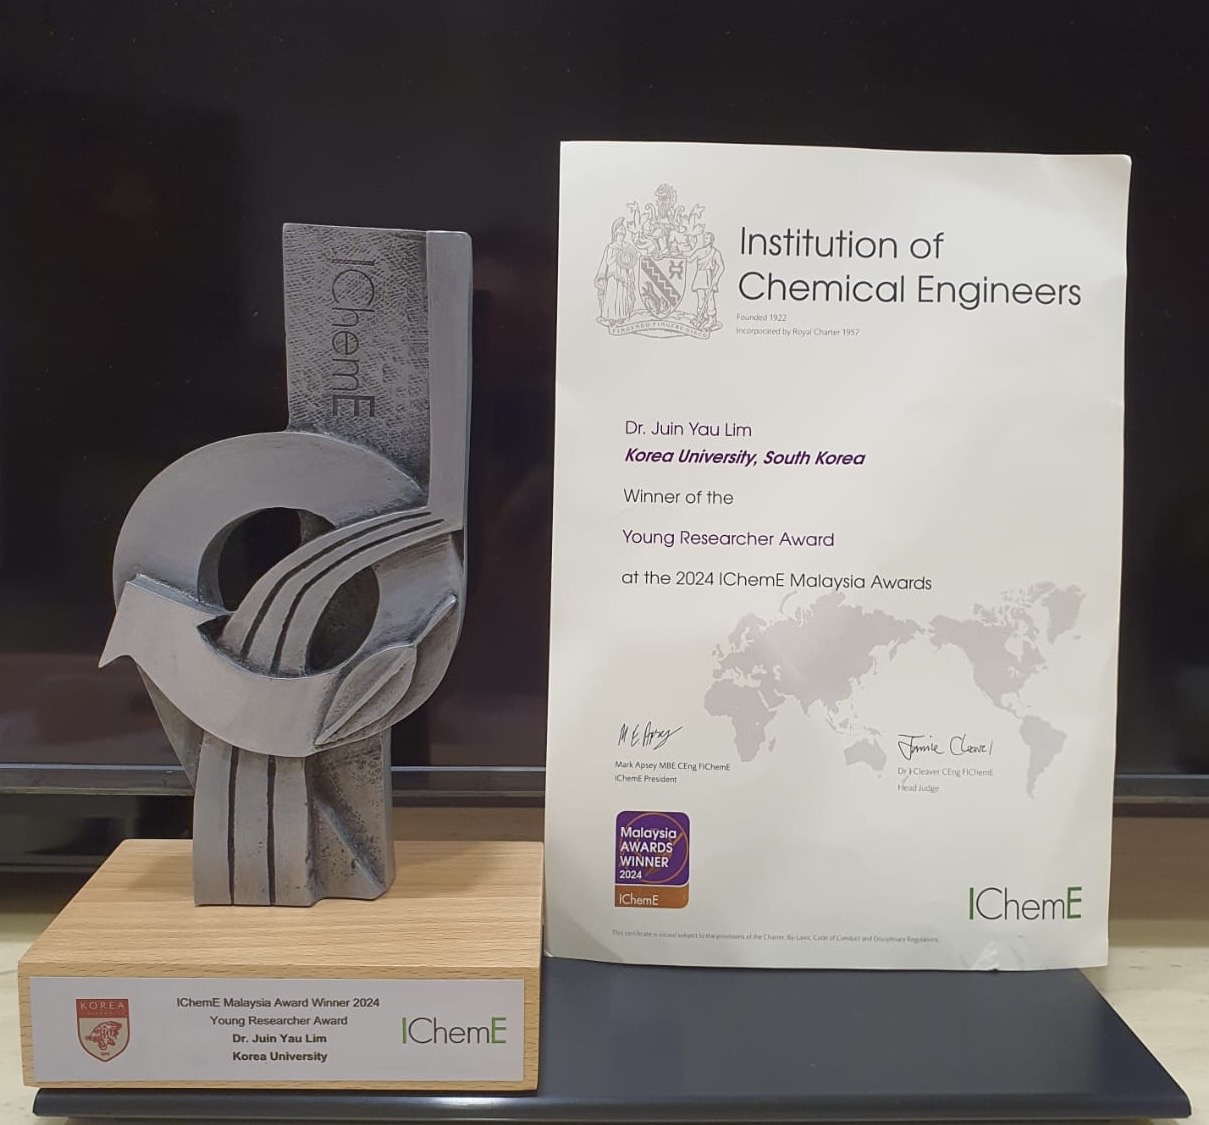 IChemE
Institution of
Chemical Engineers
Founded 1922
Incorporated by Royal Charter 1957
Dr. Juin Yau Lim
Korea University, South Korea
Winner of the
Young Researcher Award
at the 2024 IChemE Malaysia Awards
Mark Apsey MBE CEng FIChemE
IChemE President
Jamie Cleaver
Dr J Cleaver CEng FIChemE
Head Judge
Malaysia
AWARDS
WINNER
2024
IChemE
IChemE
This certificate is issued subject to the provisions of the Charter, By-Laws, Code of Conduct and Disciplinary Regulations.
KOREA
IChemE Malaysia Award Winner 2024
Young Researcher Award
Dr. Juin Yau Lim
Korea University
IChemE